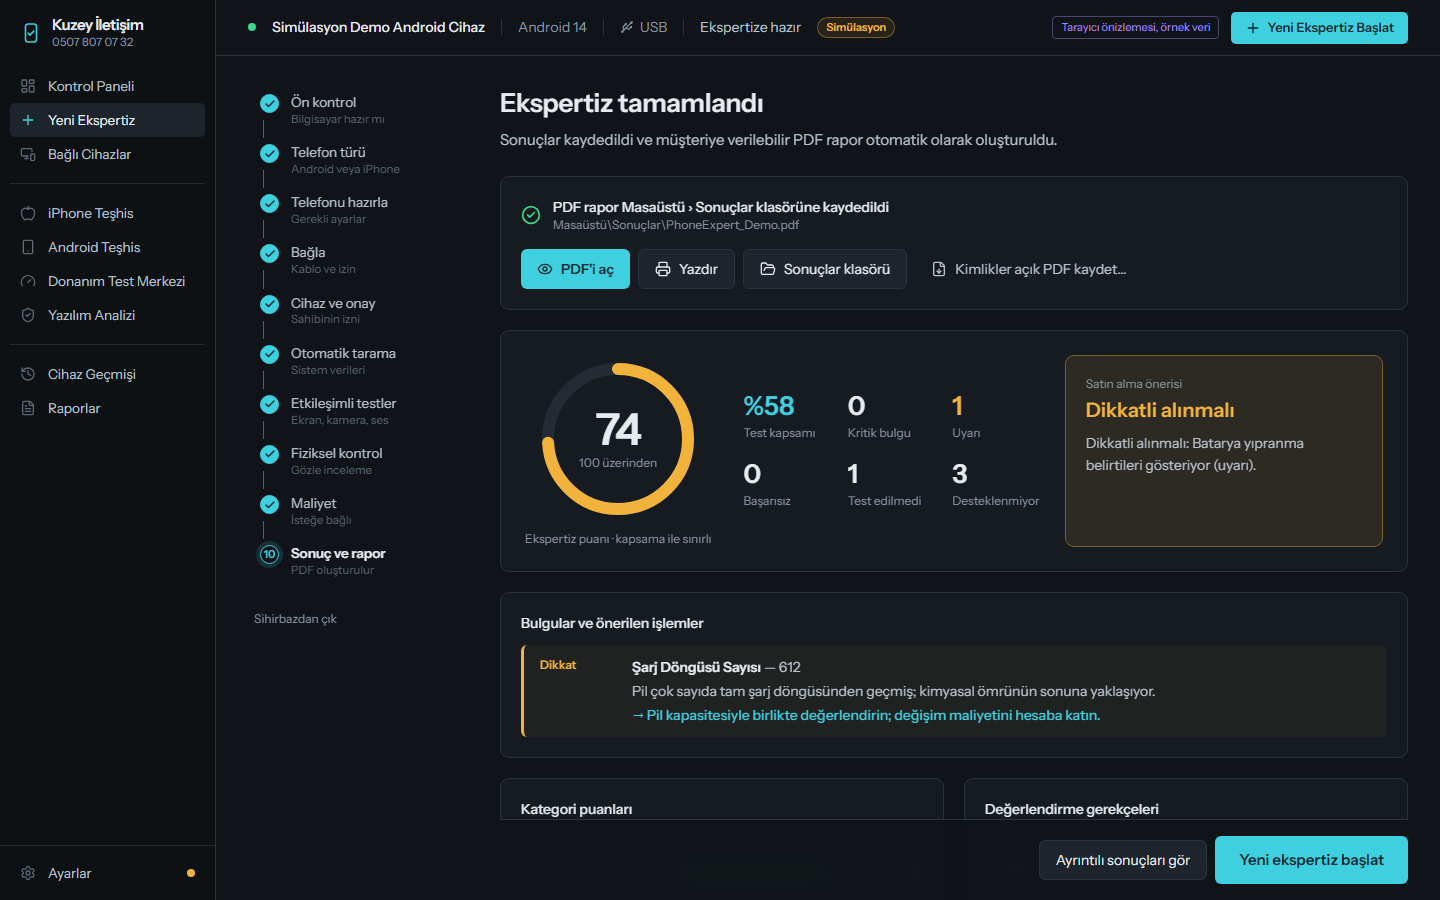 Kuzey İletişim
0507 807 07 32
Kontrol Paneli
Yeni Ekspertiz
Bağlı Cihazlar
iPhone Teşhis
Android Teşhis
Donanım Test Merkezi
Yazılım Analizi
Cihaz Geçmişi
Raporlar
Ayarlar
Simülasyon Demo Android Cihaz
Android 14
USB
Ekspertize hazır
Simülasyon
Tarayıcı önizlemesi, örnek veri
Yeni Ekspertiz Başlat
Ön kontrol
Bilgisayar hazır mı
Telefon türü
Android veya iPhone
Telefonu hazırla
Gerekli ayarlar
Bağla
Kablo ve izin
Cihaz ve onay
Sahibinin izni
Otomatik tarama
Sistem verileri
Etkileşimli testler
Ekran, kamera, ses
Fiziksel kontrol
Gözle inceleme
Maliyet
İsteğe bağlı
10
Sonuç ve rapor
PDF oluşturulur
Sihirbazdan çık
Ekspertiz tamamlandı
Sonuçlar kaydedildi ve müşteriye verilebilir PDF rapor otomatik olarak oluşturuldu.
PDF rapor Masaüstü › Sonuçlar klasörüne kaydedildi
Masaüstü\Sonuçlar\PhoneExpert_Demo.pdf
PDF'i aç
Yazdır
Sonuçlar klasörü
Kimlikler açık PDF kaydet...
74
100 üzerinden
Ekspertiz puanı · kapsama ile sınırlı
%58
Test kapsamı
0
Kritik bulgu
1
Uyarı
0
Başarısız
1
Test edilmedi
3
Desteklenmiyor
Satın alma önerisi
Dikkatli alınmalı
Dikkatli alınmalı: Batarya yıpranma
belirtileri gösteriyor (uyarı).
Bulgular ve önerilen işlemler
Dikkat
Şarj Döngüsü Sayısı — 612
Pil çok sayıda tam şarj döngüsünden geçmiş; kimyasal ömrünün sonuna yaklaşıyor.
→ Pil kapasitesiyle birlikte değerlendirin; değişim maliyetini hesaba katın.
Kategori puanları
Değerlendirme gerekçeleri
Ayrıntılı sonuçları gör
Yeni ekspertiz başlat